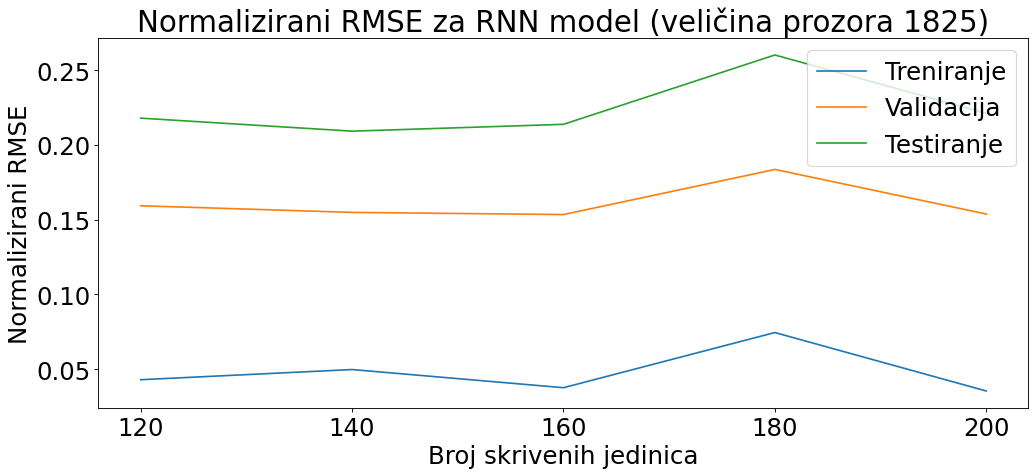 Normalizirani RMSE za RNN model (veličina prozora 1825)
Normalizirani RMSE
0.25
0.20
0.15
0.10
0.05
Treniranje
Validacija
Testiranje
120 140 160 180 200
Broj skrivenih jedinica